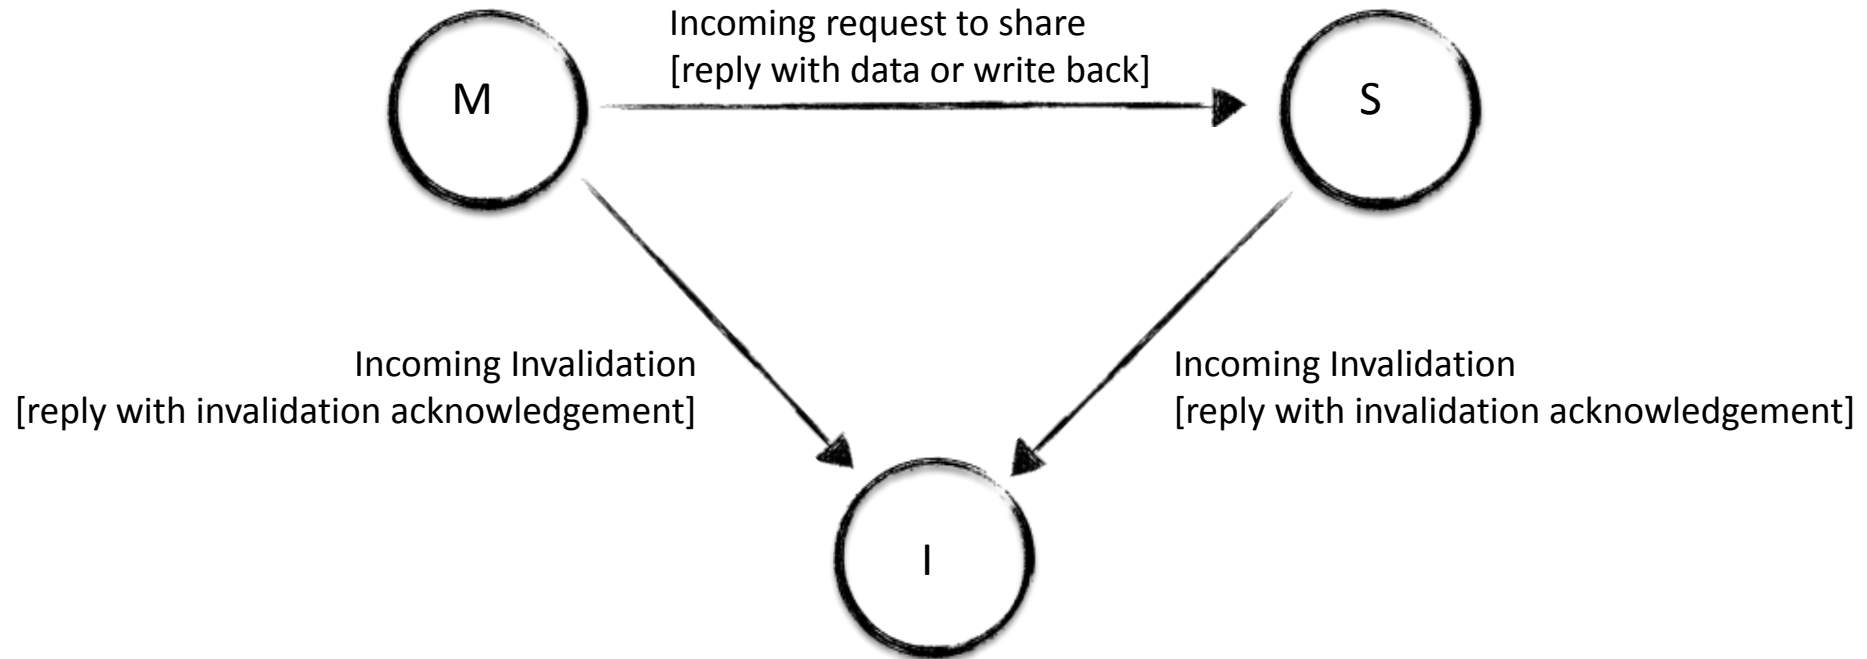 Incoming request to share
[reply with data or write back]
M
S
Incoming Invalidation
[reply with invalidation acknowledgement]
Incoming Invalidation
[reply with invalidation acknowledgement]
I